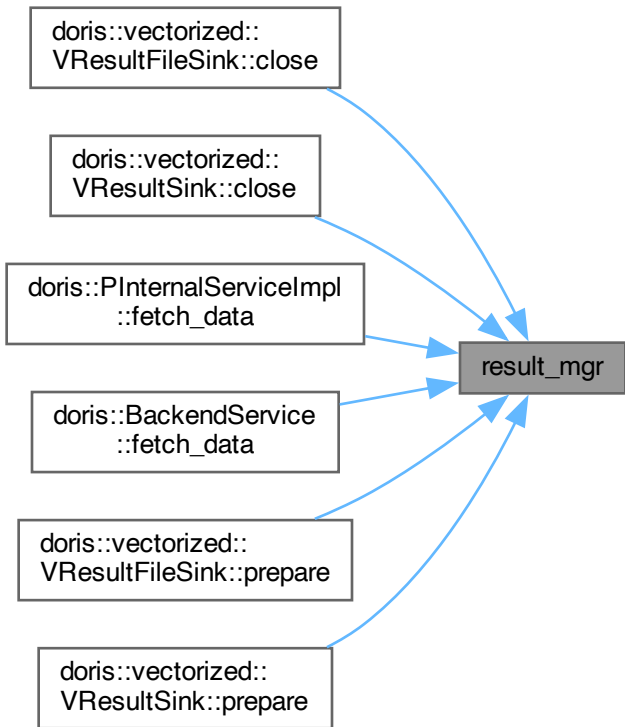 doris::vectorized::
VResultFileSink::close
doris::vectorized::
VResultSink::close
doris::PInternalServiceImpl
::fetch_data
result_mgr
doris::BackendService
::fetch_data
doris::vectorized::
VResultFileSink::prepare
doris::vectorized::
VResultSink::prepare